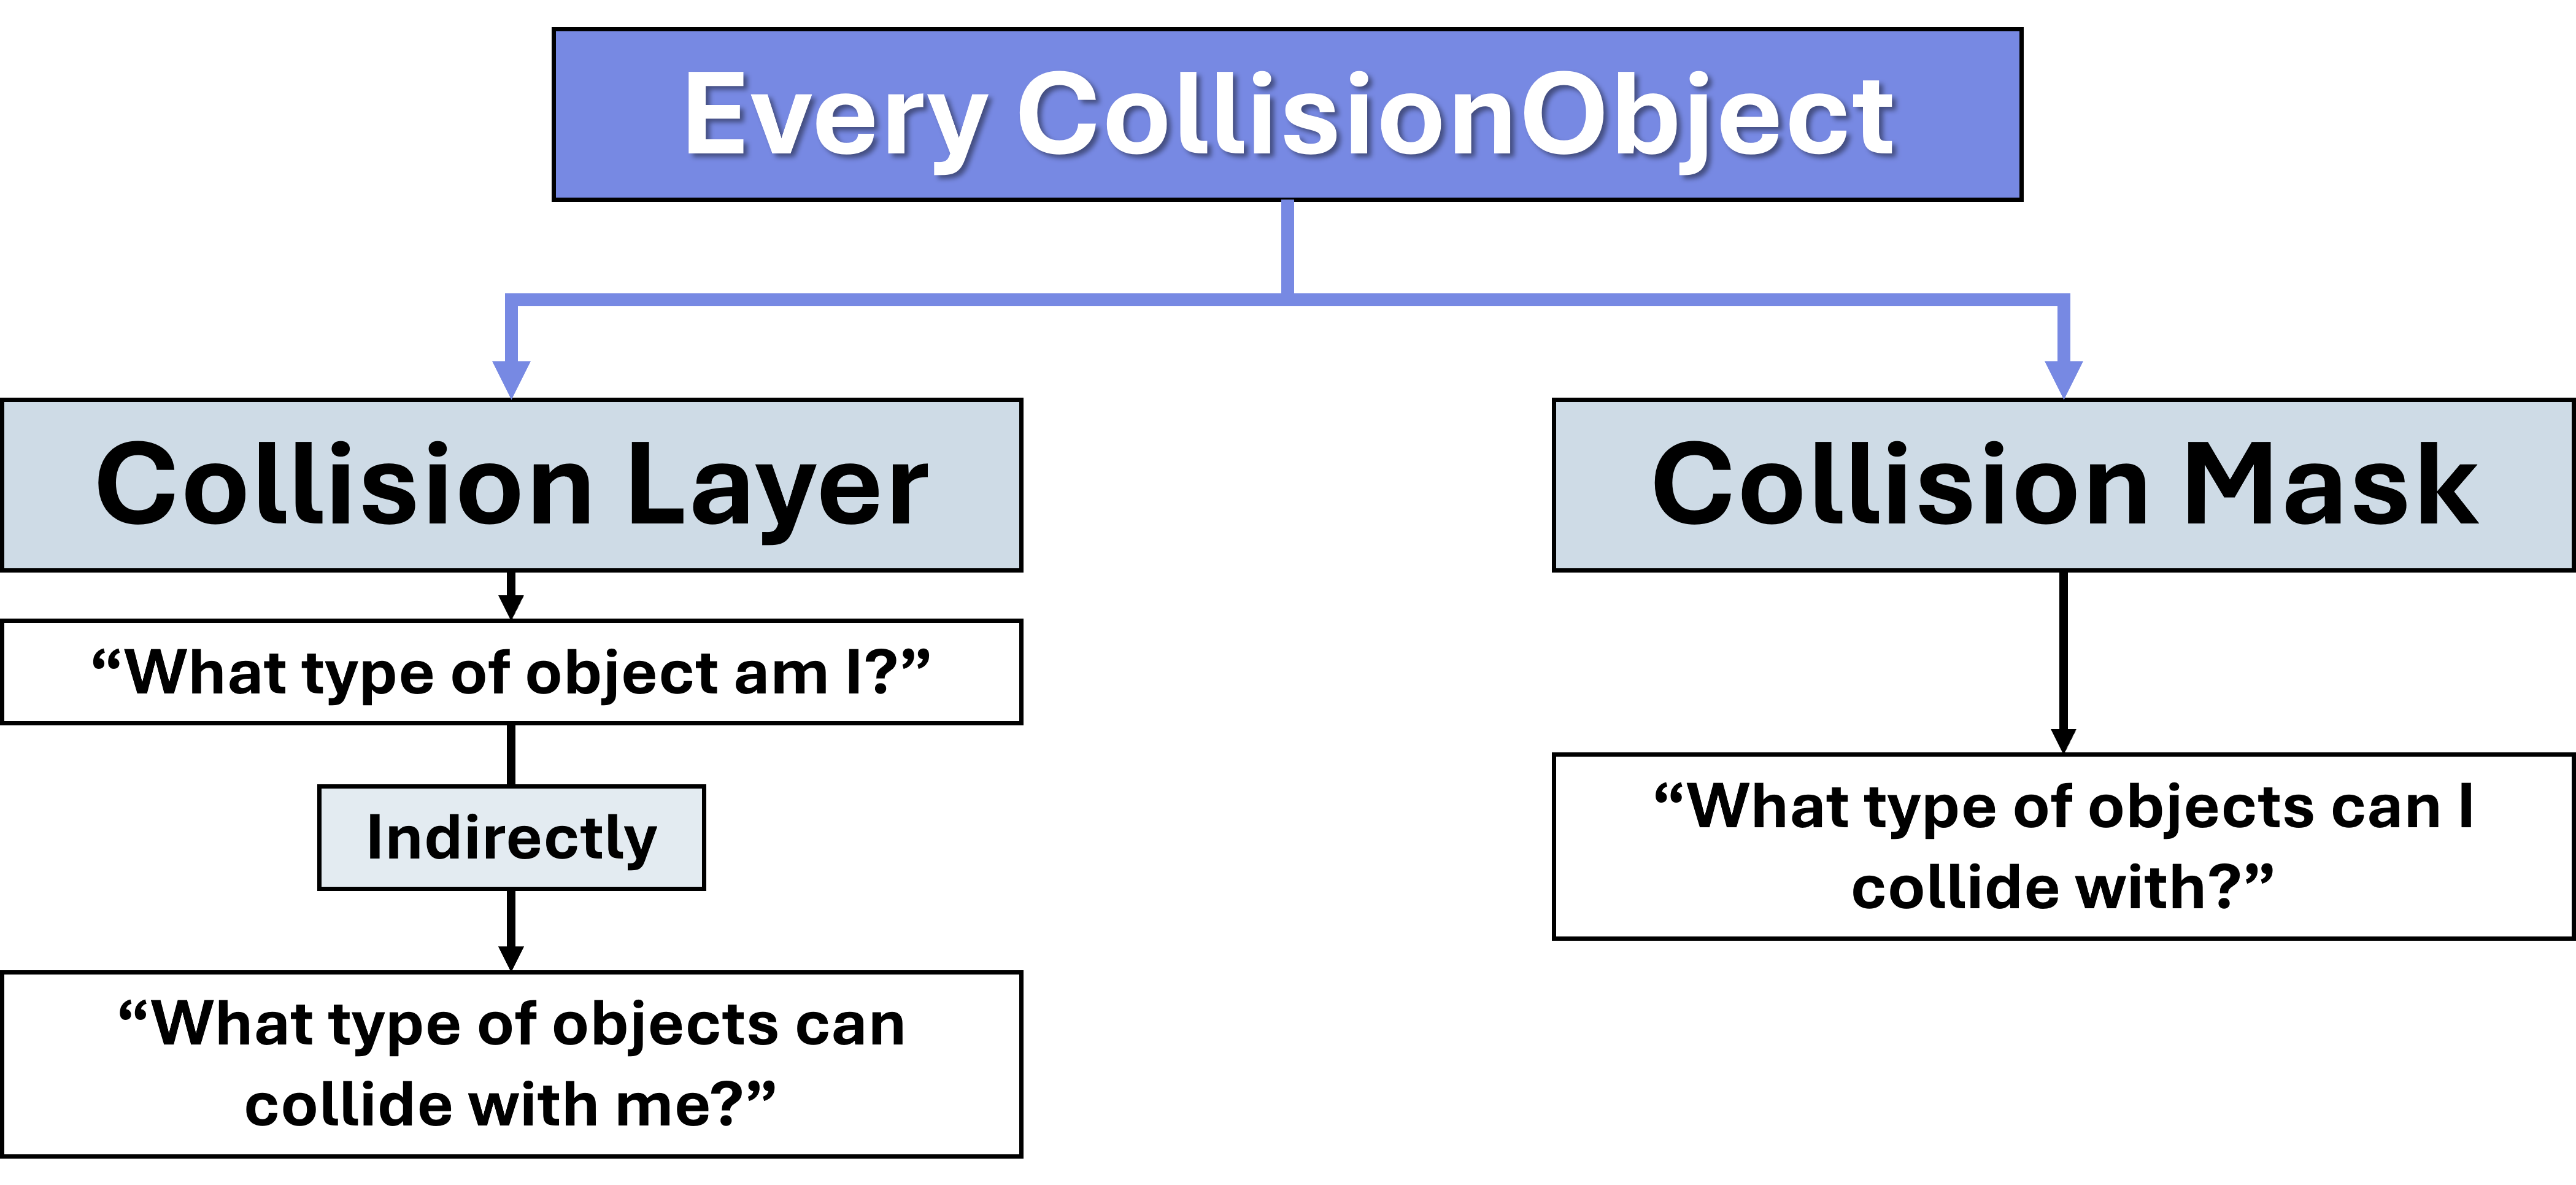 Every CollisionObject
Collision Layer
“What type of object am I?”
Indirectly
“What type of objects can
collide with me?”
Collision Mask
“What type of objects can I
collide with?”